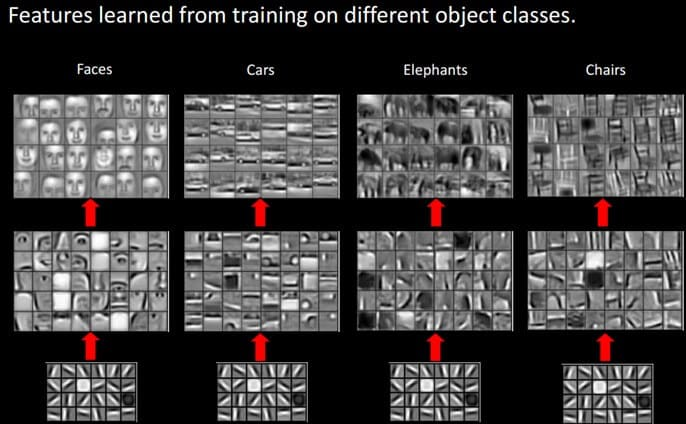 Features learned from training on different object classes.
Faces
Cars
Elephants
Chairs